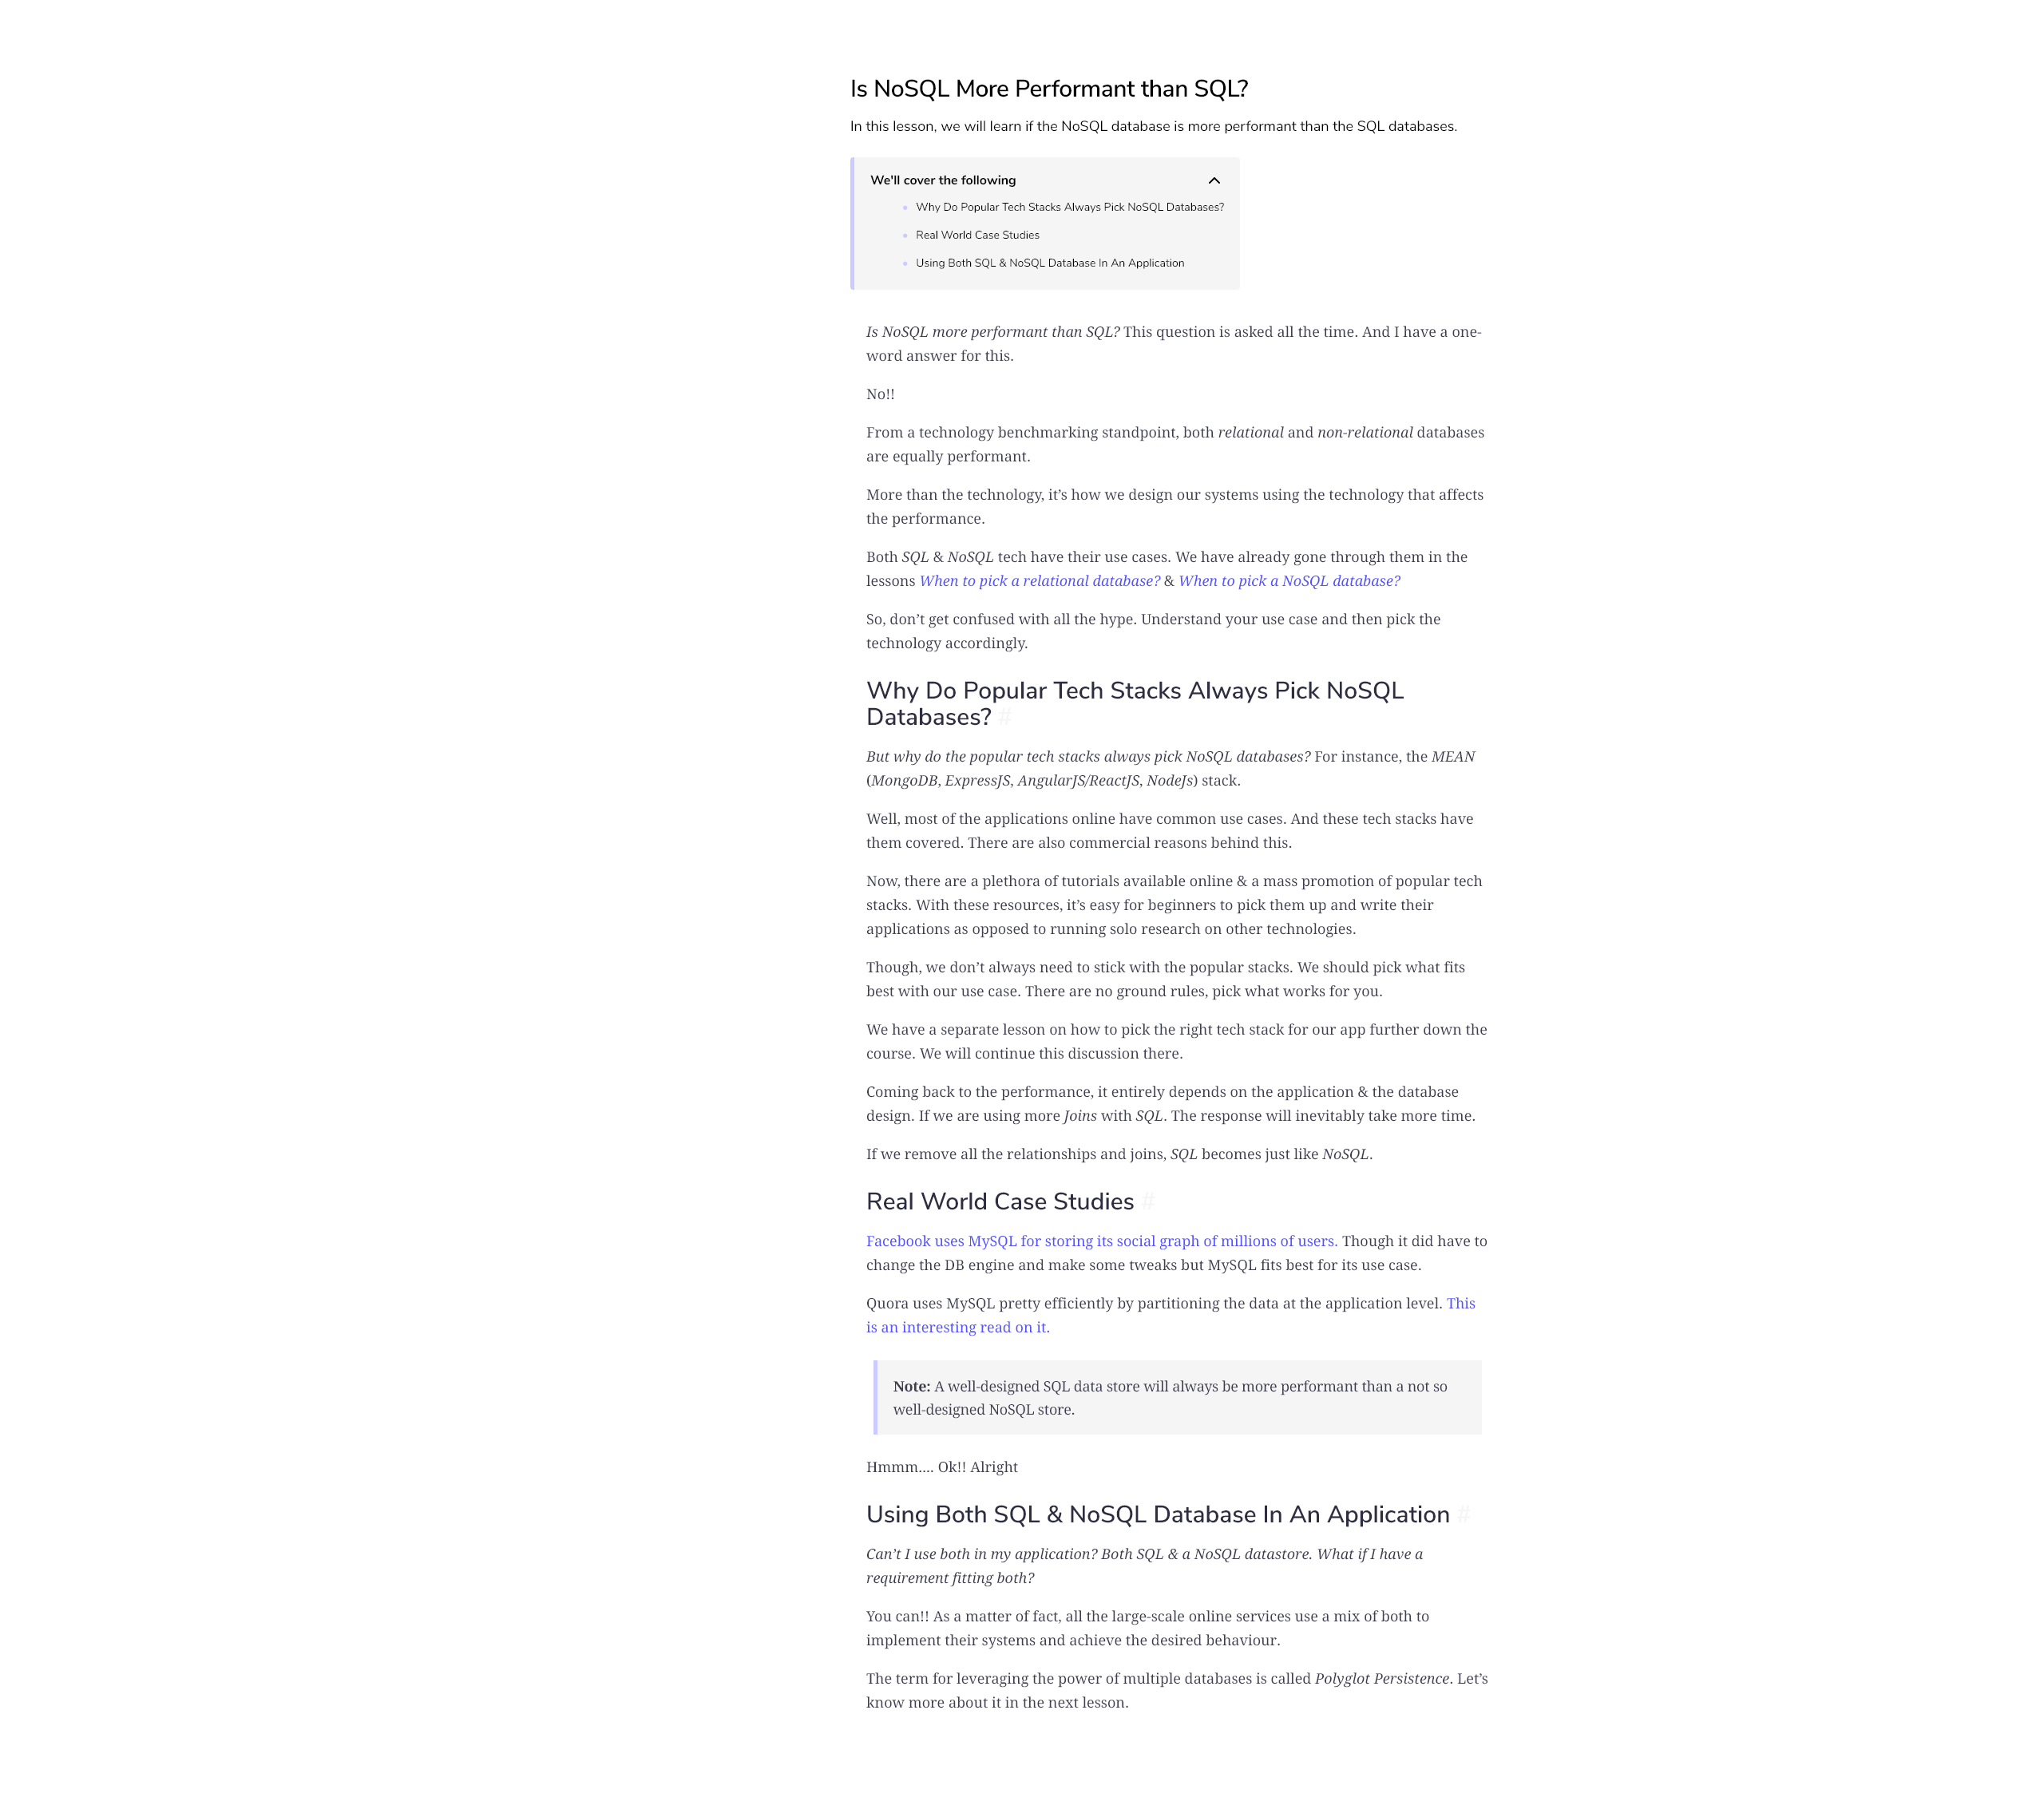 Is NoSQL More Performant than SQL?
In this lesson, we will learn if the NoSQL database is more performant than the SQL databases.
We'll cover the following
Why Do Popular Tech Stacks Always Pick NoSQL Databases?
Real World Case Studies
Using Both SQL & NoSQL Database In An Application
Is NoSQL more performant than SQL? This question is asked all the time. And I have a one-
word answer for this.
No!!
From a technology benchmarking standpoint, both relational and non-relational databases
are equally performant.
More than the technology, it’s how we design our systems using the technology that affects
the performance.
Both SQL & NoSQL tech have their use cases. We have already gone through them in the
lessons When to pick a relational database? & When to pick a NoSQL database?
So, don’t get confused with all the hype. Understand your use case and then pick the
technology accordingly.
Why Do Popular Tech Stacks Always Pick NoSQL
Databases? #
But why do the popular tech stacks always pick NoSQL databases? For instance, the MEAN
(MongoDB, ExpressJS, AngularJS/ReactJS, NodeJs) stack.
Well, most of the applications online have common use cases. And these tech stacks have
them covered. There are also commercial reasons behind this.
Now, there are a plethora of tutorials available online & a mass promotion of popular tech
stacks. With these resources, it’s easy for beginners to pick them up and write their
applications as opposed to running solo research on other technologies.
Though, we don’t always need to stick with the popular stacks. We should pick what fits
best with our use case. There are no ground rules, pick what works for you.
We have a separate lesson on how to pick the right tech stack for our app further down the
course. We will continue this discussion there.
Coming back to the performance, it entirely depends on the application & the database
design. If we are using more Joins with SQL. The response will inevitably take more time.
If we remove all the relationships and joins, SQL becomes just like NoSQL.
Real World Case Studies #
Facebook uses MySQL for storing its social graph of millions of users. Though it did have to
change the DB engine and make some tweaks but MySQL fits best for its use case.
Quora uses MySQL pretty efficiently by partitioning the data at the application level. This
is an interesting read on it.
Note: A well-designed SQL data store will always be more performant than a not so
well-designed NoSQL store.
Hmmm.... Ok!! Alright
Using Both SQL & NoSQL Database In An Application #
Can’t I use both in my application? Both SQL & a NoSQL datastore. What if I have a
requirement fitting both?
You can!! As a matter of fact, all the large-scale online services use a mix of both to
implement their systems and achieve the desired behaviour.
The term for leveraging the power of multiple databases is called Polyglot Persistence. Let’s
know more about it in the next lesson.